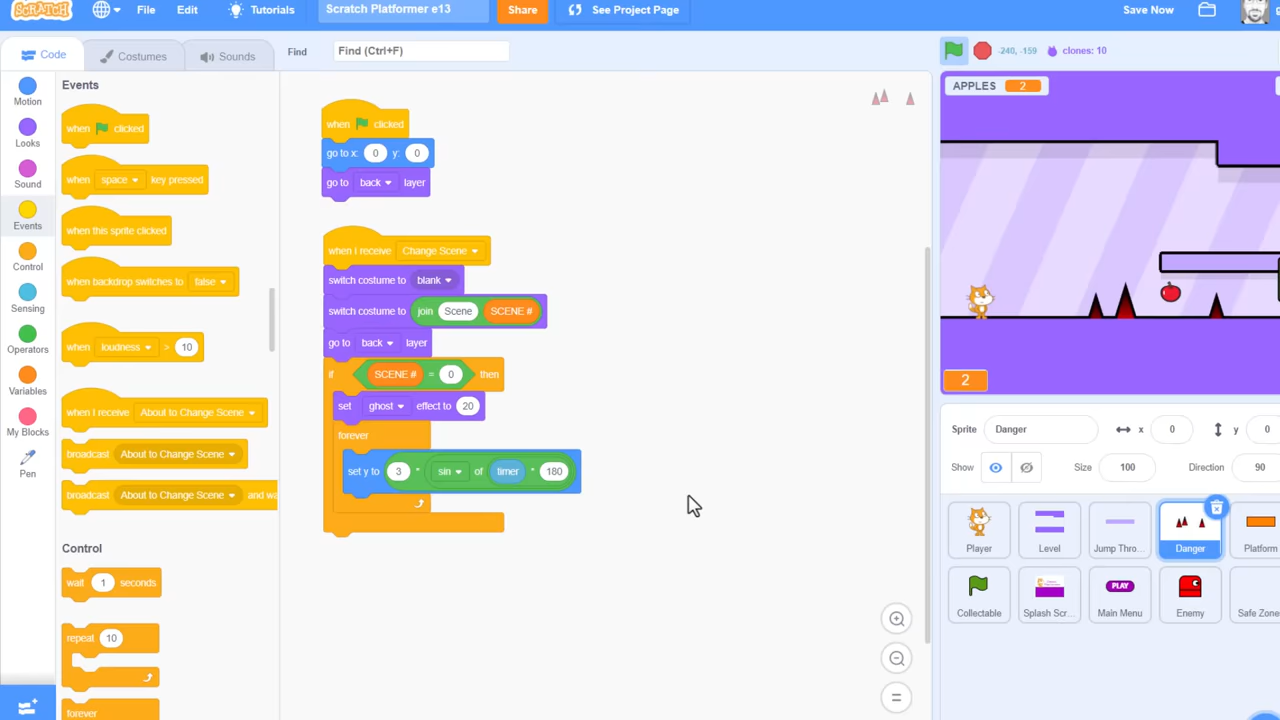 SCRATCH File Edit Tutorials Scratch Platformer e13 Share See Project Page Save Now
Code Costumes Sounds Find Find (Ctrl+F) -240, -159 clones: 10
Motion
Looks
Sound
Events
Control
Sensing
Operators
Variables
My Blocks
Pen
Events
when clicked
when space key pressed
when this sprite clicked
when backdrop switches to false
when loudness > 10
when I receive About to Change Scene
broadcast About to Change Scene
broadcast About to Change Scene and wa
Control
wait 1 seconds
repeat 10
forever
when clicked
go to x: 0 y: 0
go to back layer
when I receive Change Scene
switch costume to blank
switch costume to join Scene SCENE #
go to back layer
if SCENE # = 0 then
set ghost effect to 20
forever
set y to 3 * sin of timer * 180
APPLES 2
2
Sprite Danger x 0 y 0
Show Size 100 Direction 90
Player Level Jump Thro... Danger Platform
Collectable Splash Scr... Main Menu Enemy Safe Zone
PLAY